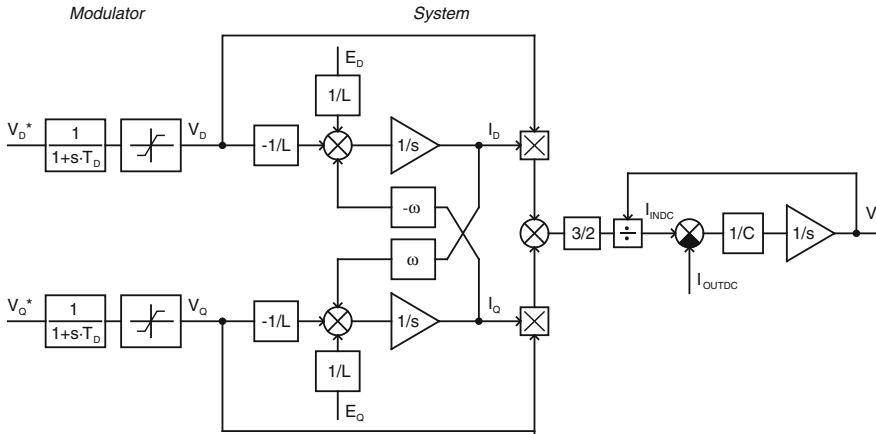 Modulator System
E_D
1/L
V_D* 1 / 1+s·T_D V_D -1/L 1/s I_D
-ω
I_INDC V
3/2 ÷ 1/C 1/s
ω
I_OUTDC
V_Q* 1 / 1+s·T_D V_Q -1/L 1/s I_Q
1/L
E_Q